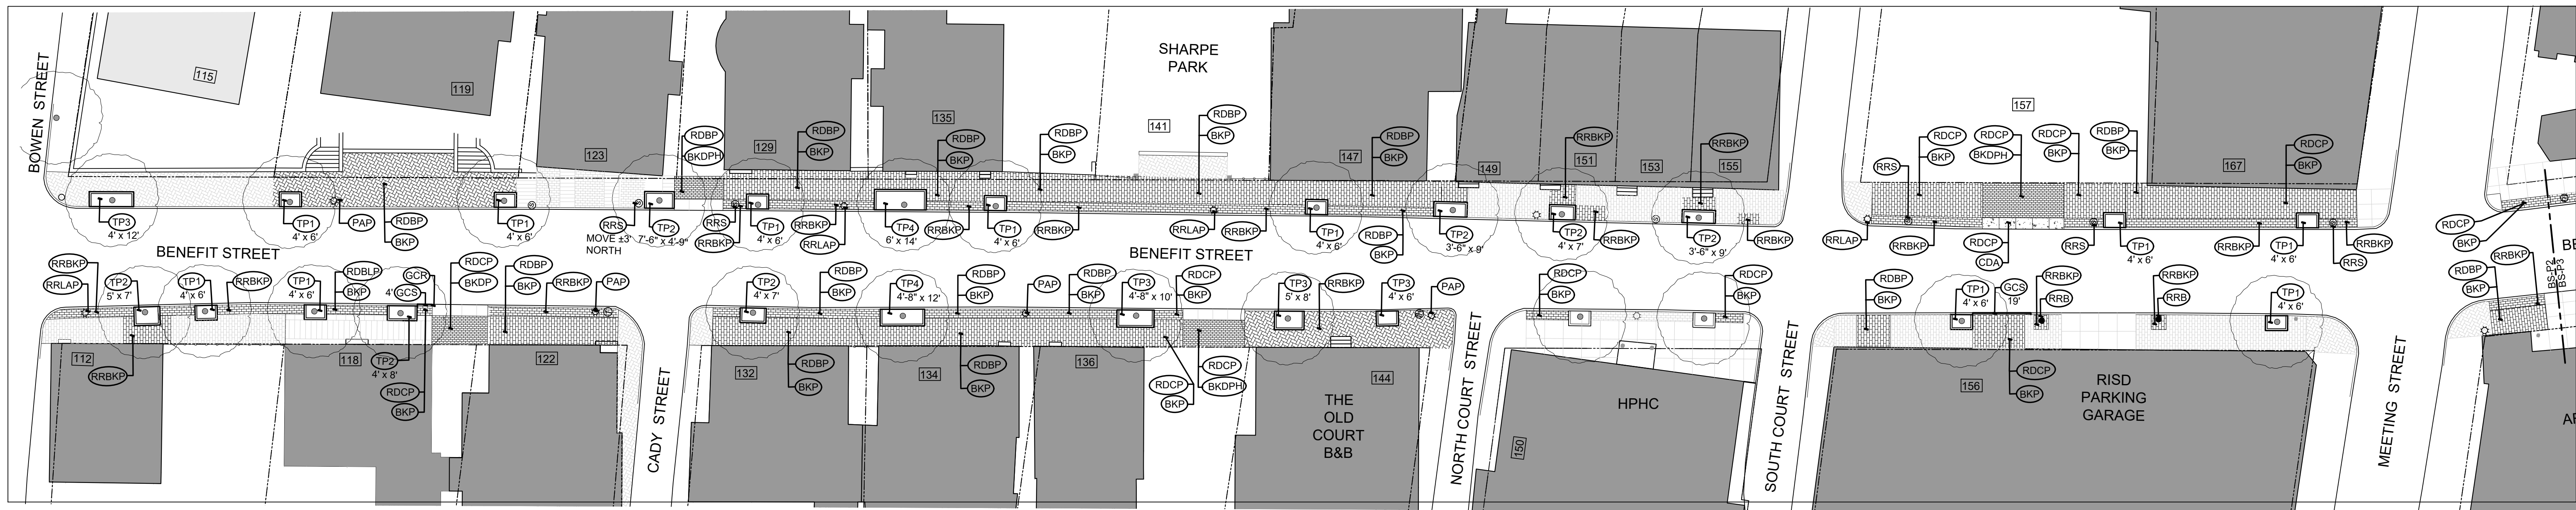 BOWEN STREET
115
119
123
RDBP
BKDPH
129
RDBP
BKP
135
RDBP
BKP
RDBP
BKP
SHARPE
PARK
141
RDBP
BKP
147
RDBP
BKP
149
RRBKP
151
153
RRBKP
155
157
RRS
RDCP
BKP
RDCP
BKDPH
RDCP
BKP
RDBP
BKP
167
RDCP
BKP
TP3
4' x 12'
TP1
4' x 6'
PAP
RDBP
BKP
TP1
4' x 6'
RRS
MOVE ±3'
NORTH
TP2
7'-6" x 4'-9"
RRS
RRBKP
TP1
4' x 6'
RRBKP
RRLAP
TP4
6' x 14'
RRBKP
TP1
4' x 6'
RRBKP
RRLAP
RRBKP
TP1
4' x 6'
RDBP
BKP
TP2
3'-6" x 9'
TP2
4' x 7'
RRBKP
TP2
3'-6" x 9'
RRBKP
RRLAP
RRBKP
RDCP
CDA
RRS
TP1
4' x 6'
RRBKP
TP1
4' x 6'
RRS
RRBKP
RDCP
BKP
BENEFIT STREET
BENEFIT STREET
BE
RRBKP
RRLAP
TP2
5' x 7'
TP1
4' x 6'
RRBKP
TP1
4' x 6'
RDBLP
BKP
GCR
4'
GCS
RDCP
BKDP
RDBP
BKP
RRBKP
PAP
TP2
4' x 7'
RDBP
BKP
TP4
4'-8" x 12'
RDBP
BKP
PAP
RDBP
BKP
TP3
4'-8" x 10'
RDCP
BKP
TP3
5' x 8'
RRBKP
TP3
4' x 6'
PAP
RDCP
BKP
RDCP
BKP
RDBP
BKP
TP1
4' x 6'
GCS
19'
RRBKP
RRB
RRBKP
RRB
TP1
4' x 6'
RDBP
BKP
RRBKP
BS-P2
BS-P3
112
RRBKP
118
TP2
4' x 8'
RDCP
BKP
122
CADY STREET
132
RDBP
BKP
134
RDBP
BKP
136
RDCP
BKP
RDCP
BKDPH
THE
OLD
COURT
B&B
144
NORTH COURT STREET
150
HPHC
SOUTH COURT STREET
156
RDCP
BKP
RISD
PARKING
GARAGE
MEETING STREET